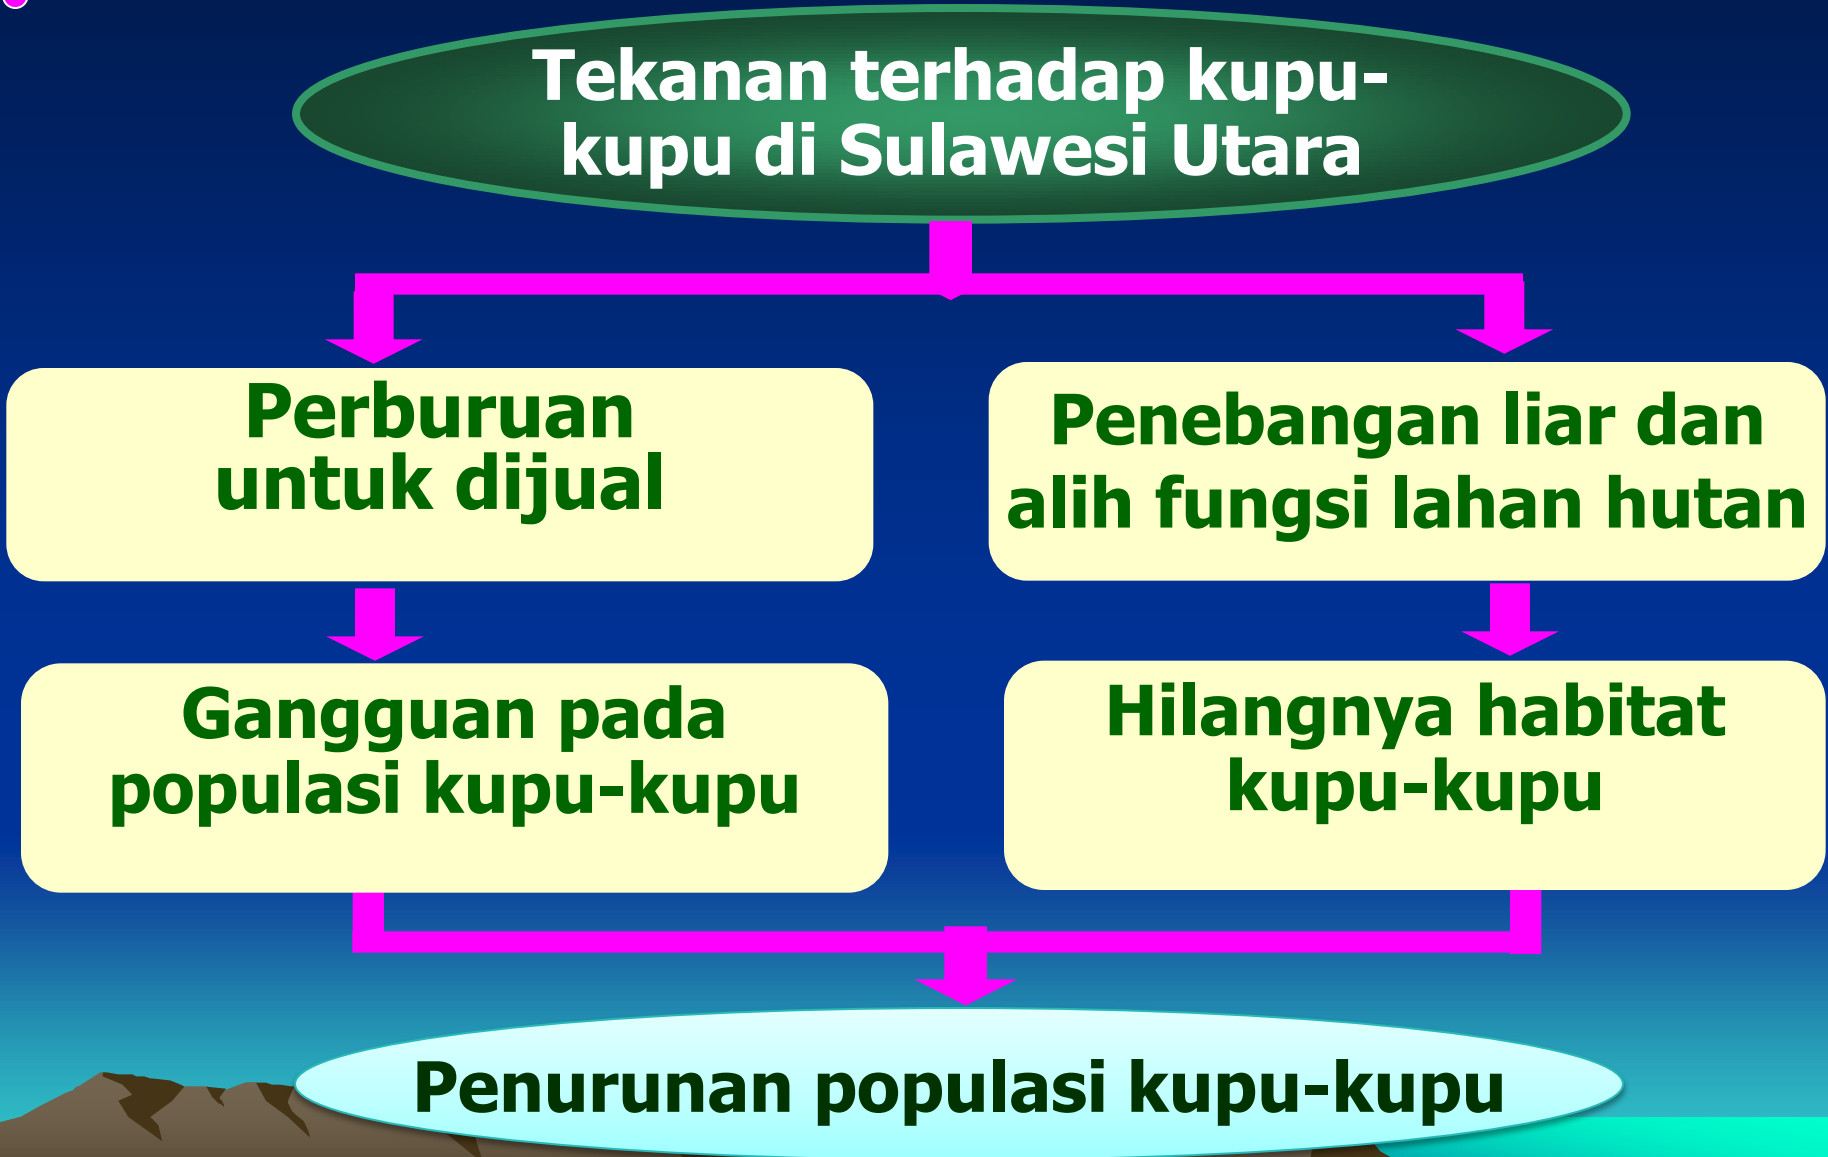 Tekanan terhadap kupu-
kupu di Sulawesi Utara
Perburuan
untuk dijual
Penebangan liar dan
alih fungsi lahan hutan
Gangguan pada
populasi kupu-kupu
Hilangnya habitat
kupu-kupu
Penurunan populasi kupu-kupu